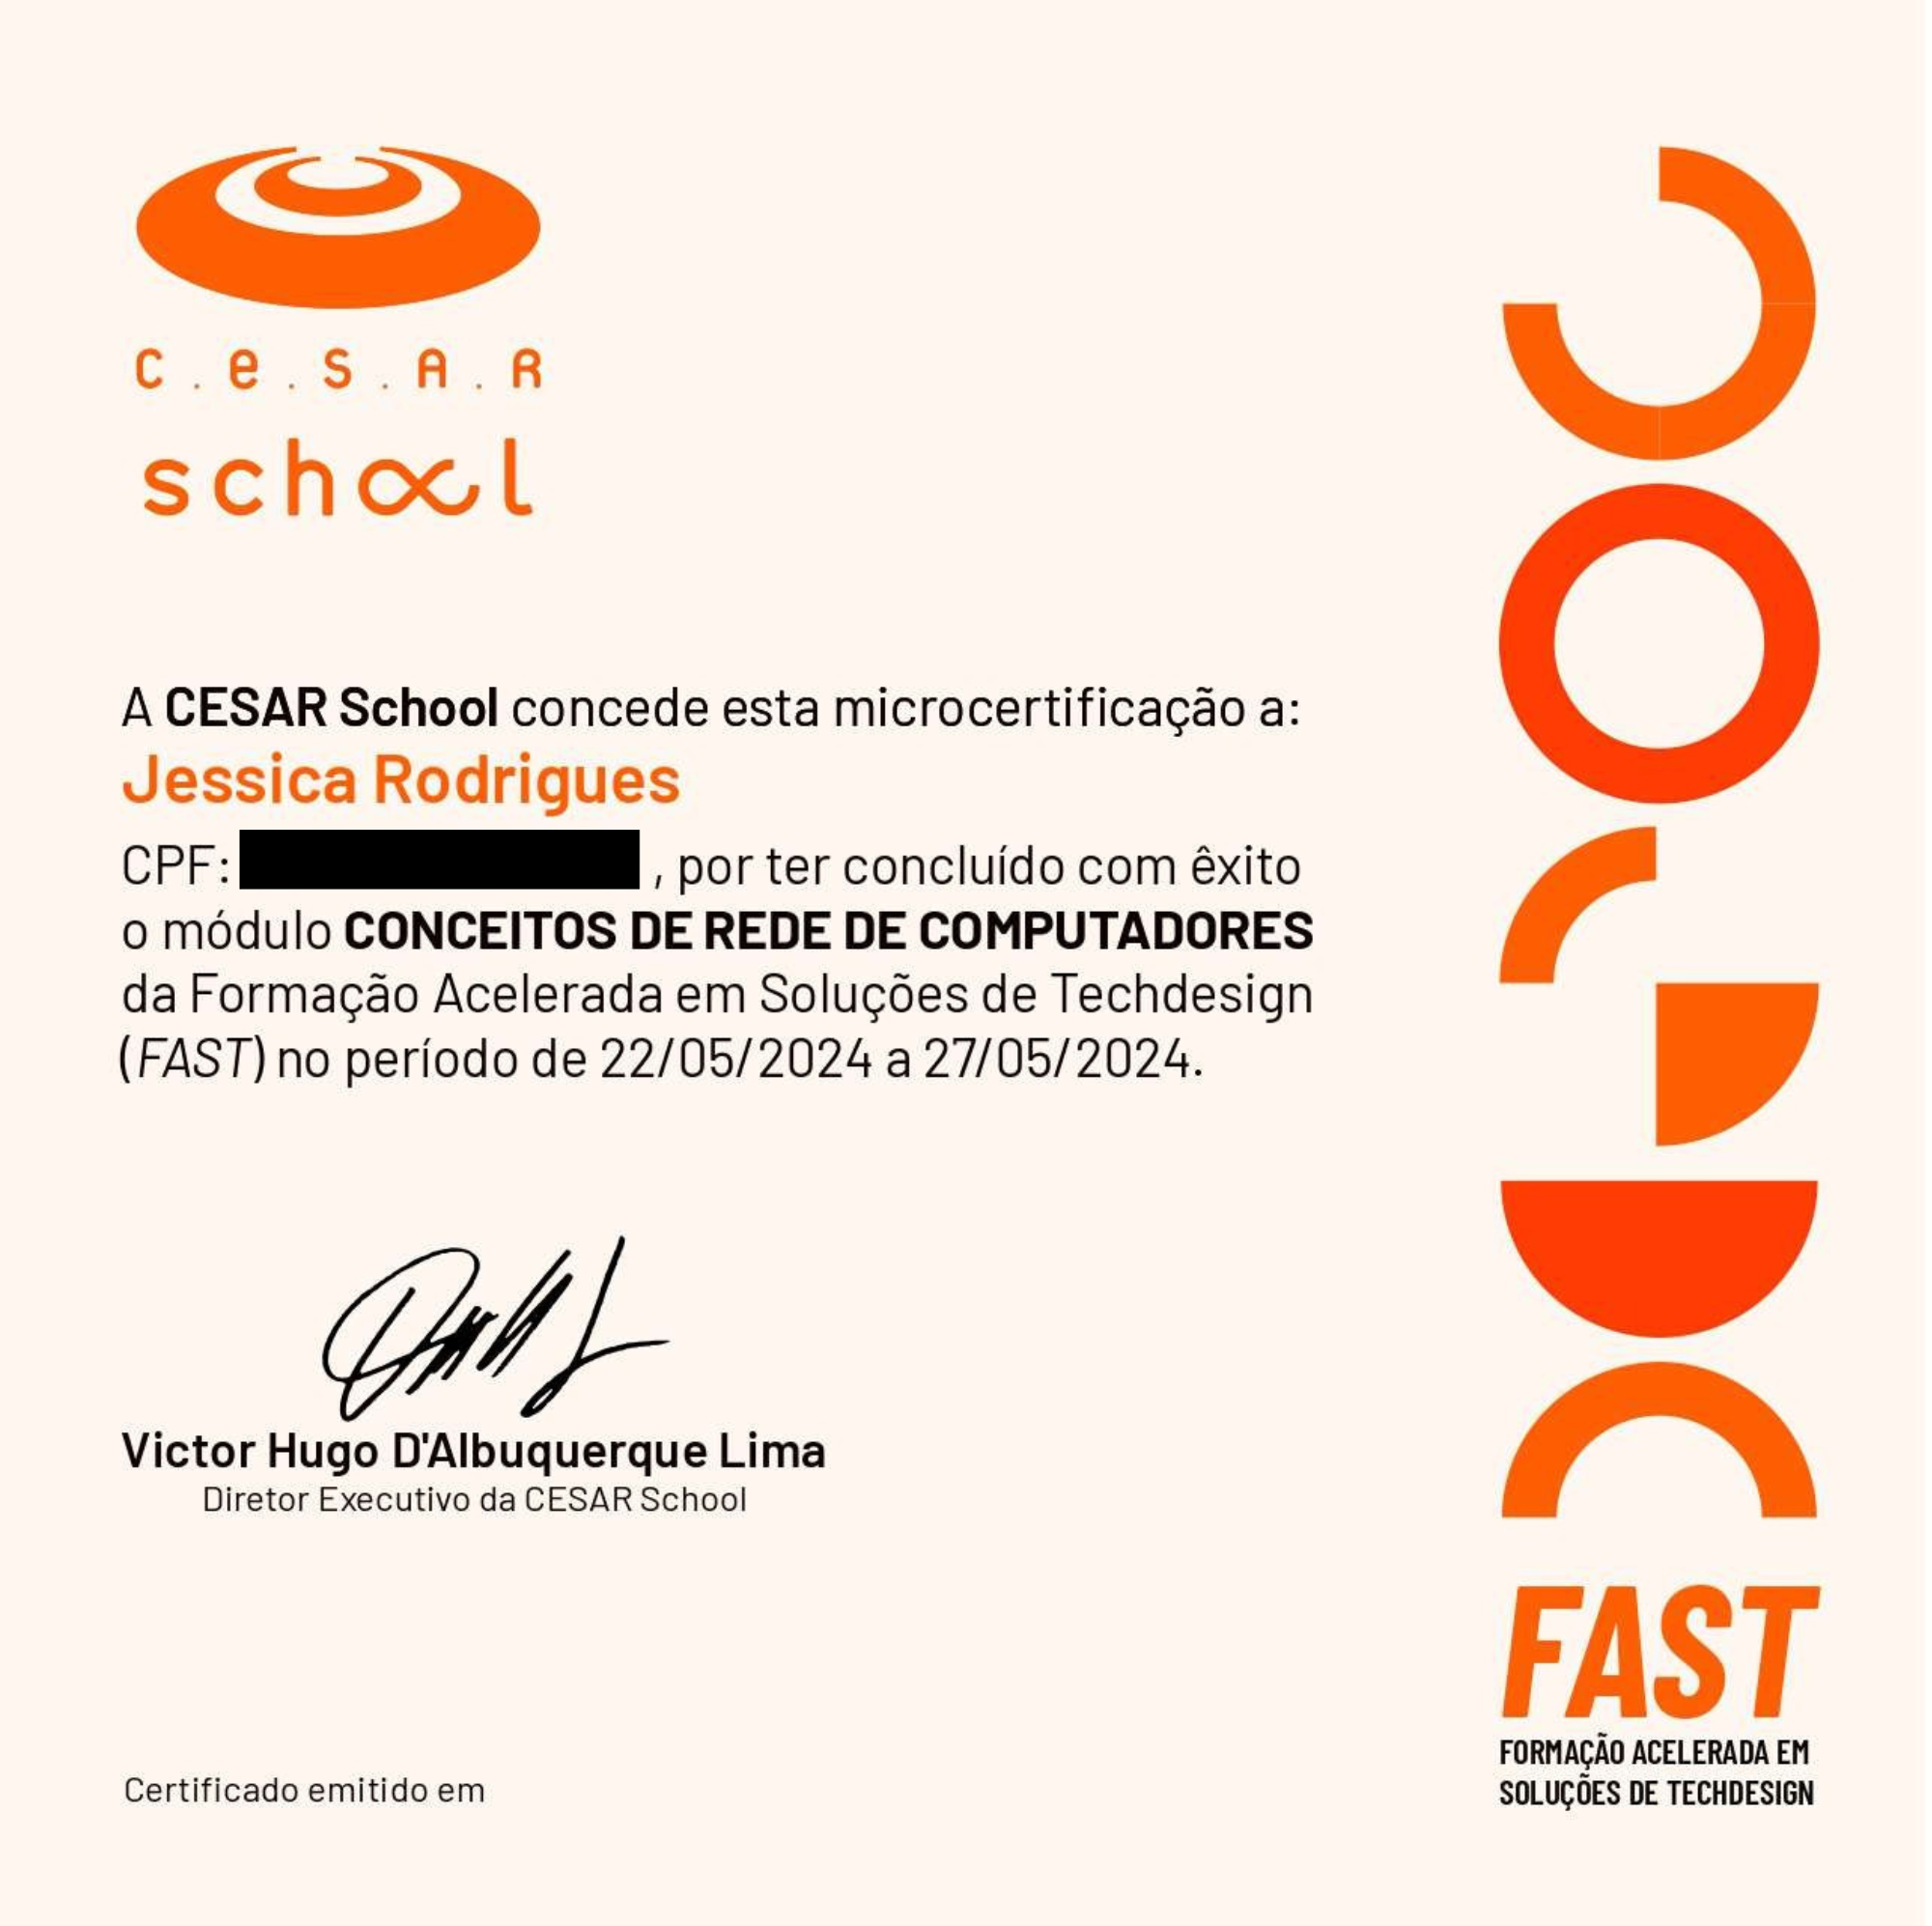 c.e.s.A.R
school
A CESAR School concede esta microcertificação a:
Jessica Rodrigues
CPF: , por ter concluído com êxito
o módulo CONCEITOS DE REDE DE COMPUTADORES
da Formação Acelerada em Soluções de Techdesign
(FAST) no período de 22/05/2024 a 27/05/2024.
Victor Hugo D'Albuquerque Lima
Diretor Executivo da CESAR School
Certificado emitido em
FAST
FORMAÇÃO ACELERADA EM
SOLUÇÕES DE TECHDESIGN